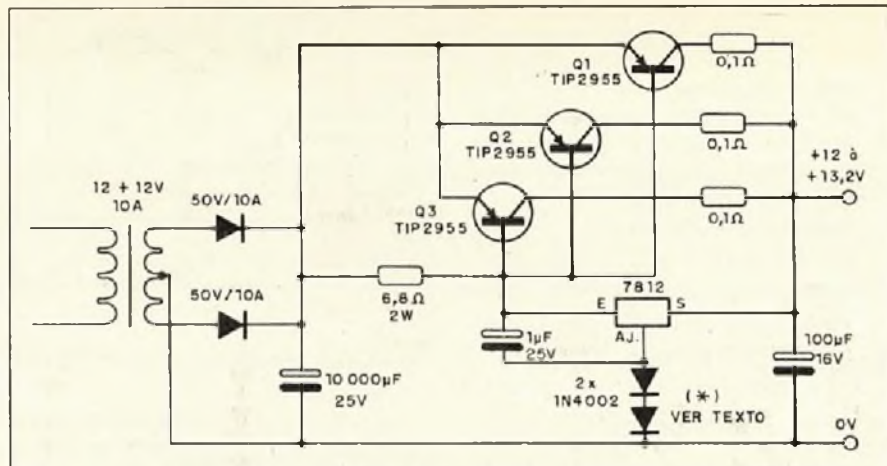 Q1
TIP2955
0,1Ω
Q2
TIP2955
0,1Ω
+12 à
+13,2V
12 + 12V
10A
50V/10A
Q3
TIP2955
0,1Ω
50V/10A
6,8Ω
2W
7812
E
S
AJ.
1µF
25V
100µF
16V
10 000µF
25V
2x
1N4002
(*)
VER TEXTO
0V